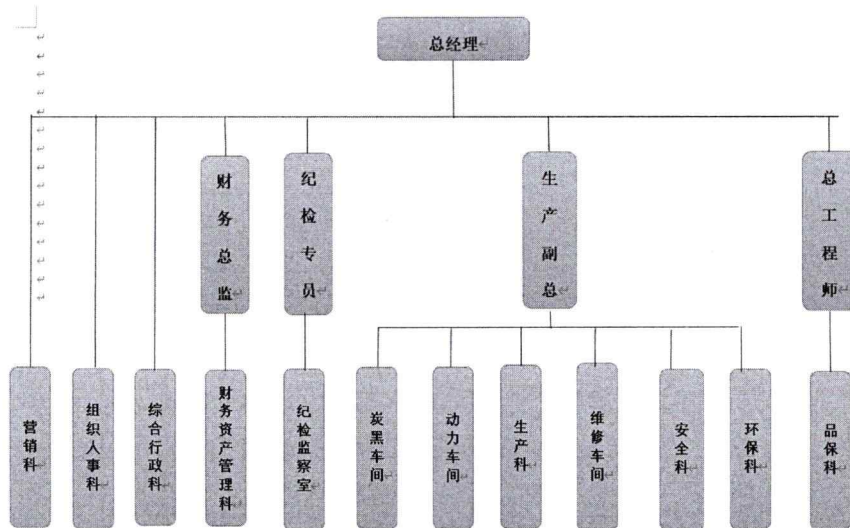 总经理
财务总监
纪检专员
生产副总
总工程师
营销科
组织人事科
综合行政科
财务资产管理科
纪检监察室
炭黑车间
动力车间
生产科
维修车间
安全科
环保科
品保科